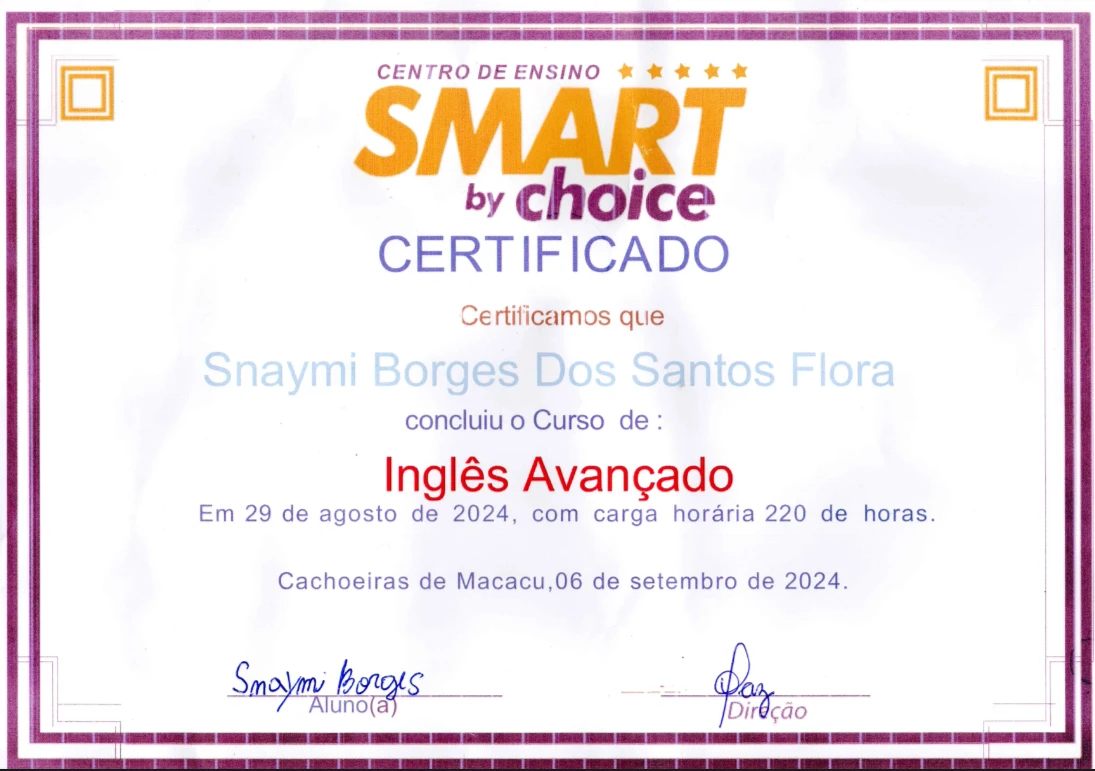 CENTRO DE ENSINO
SMART
by choice
CERTIFICADO
Certificamos que
Snaymi Borges Dos Santos Flora
concluiu o Curso de :
Inglês Avançado
Em 29 de agosto de 2024, com carga horária 220 de horas.
Cachoeiras de Macacu,06 de setembro de 2024.
Snaymi Borges
Aluno(a)
Direção